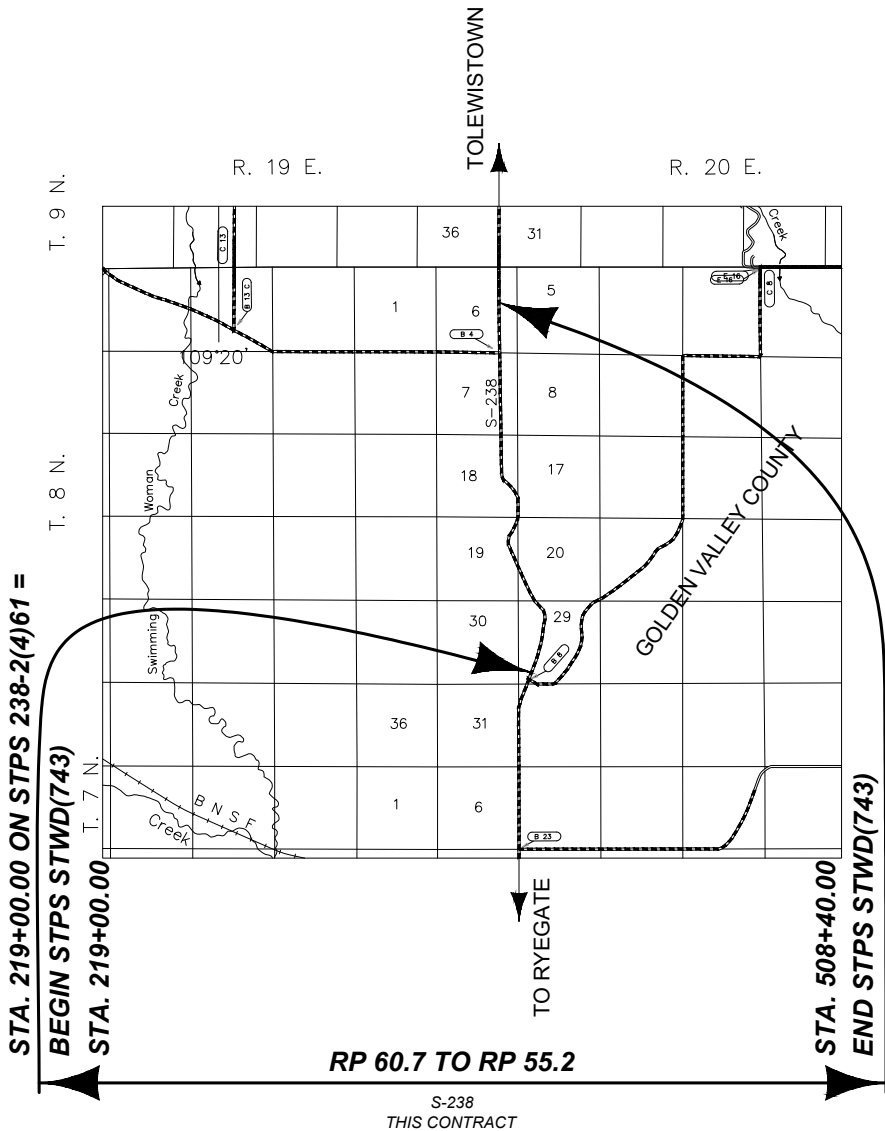 TOLEWISTOWN
R. 19 E.
R. 20 E.
T. 9 N.
C 13
36
31
Creek
E 16
E 16
C 8
B 13 C
1
6
5
B 4
109°20'
Creek
7
S-238
8
T. 8 N.
Woman
18
17
GOLDEN VALLEY COUNTY
19
20
Swimming
30
29
B 8
36
31
T. 7 N.
BNSF
Creek
1
6
B 23
TO RYEGATE
STA. 219+00.00 ON STPS 238-2(4)61 =
BEGIN STPS STWD(743)
STA. 219+00.00
STA. 508+40.00
END STPS STWD(743)
RP 60.7 TO RP 55.2
S-238
THIS CONTRACT